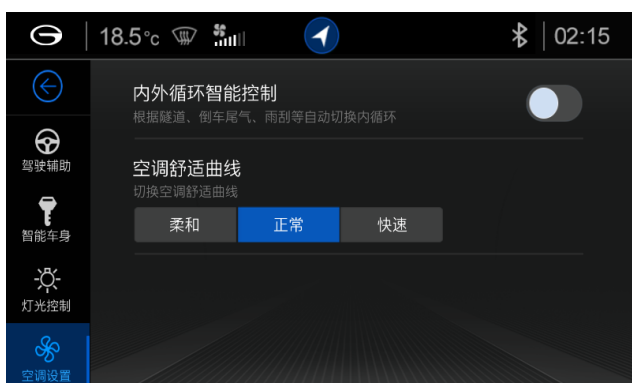 18.5°c
02:15
内外循环智能控制
根据隧道、倒车尾气、雨刮等自动切换内循环
驾驶辅助
空调舒适曲线
切换空调舒适曲线
柔和 正常 快速
智能车身
灯光控制
空调设置